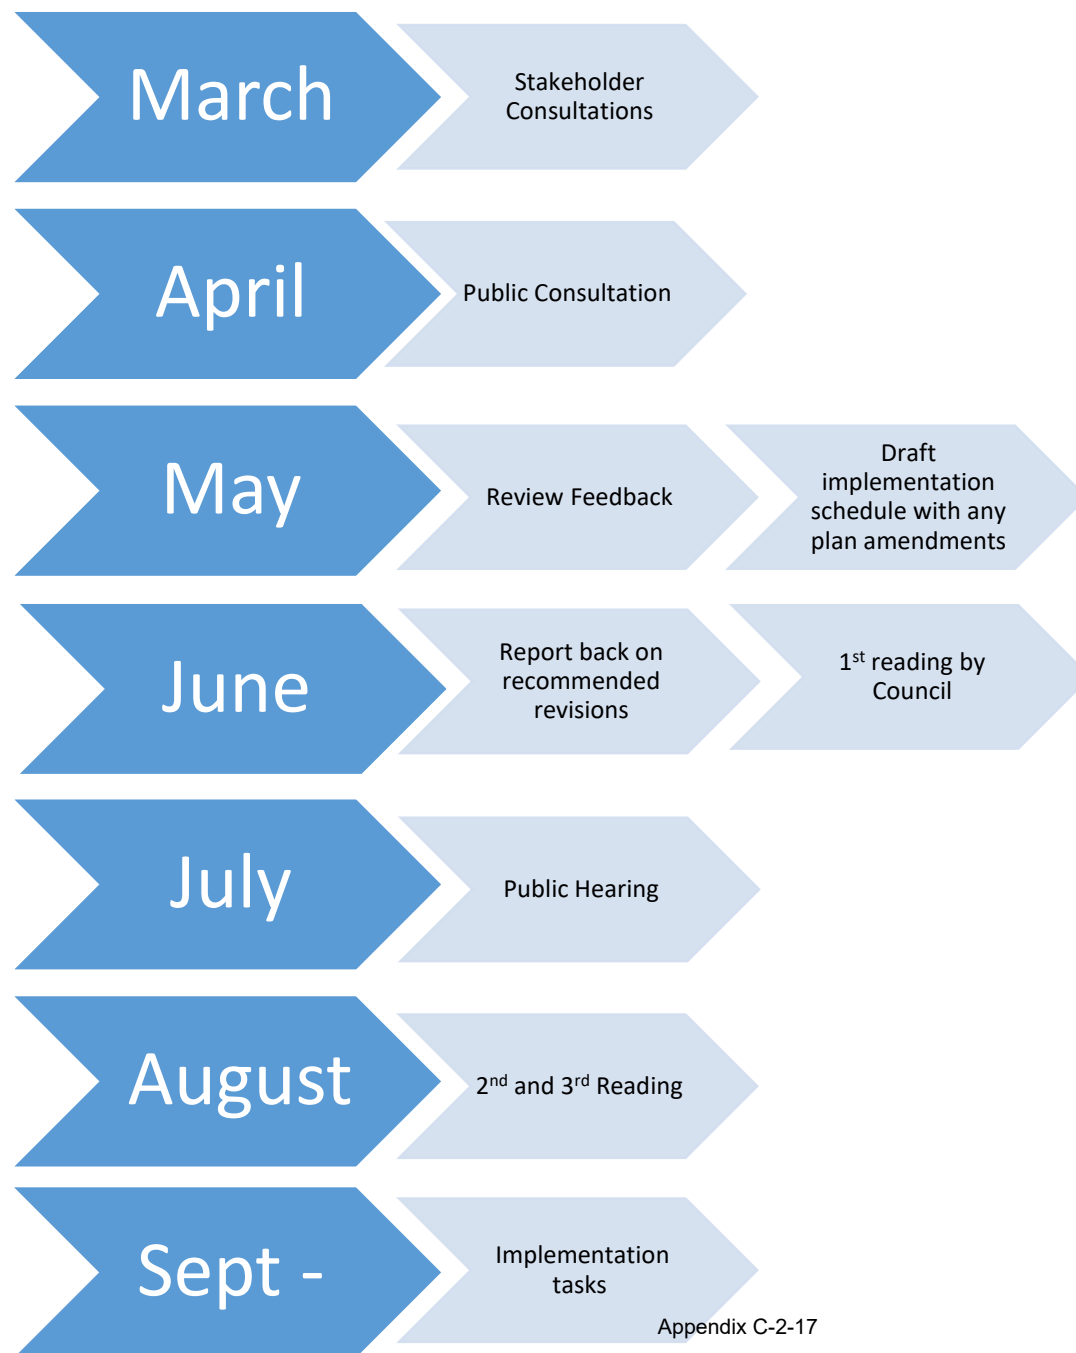 March
Stakeholder
Consultations
April
Public Consultation
May
Review Feedback
Draft
implementation
schedule with any
plan amendments
June
Report back on
recommended
revisions
1st reading by
Council
July
Public Hearing
August
2nd and 3rd Reading
Sept -
Implementation
tasks
Appendix C-2-17